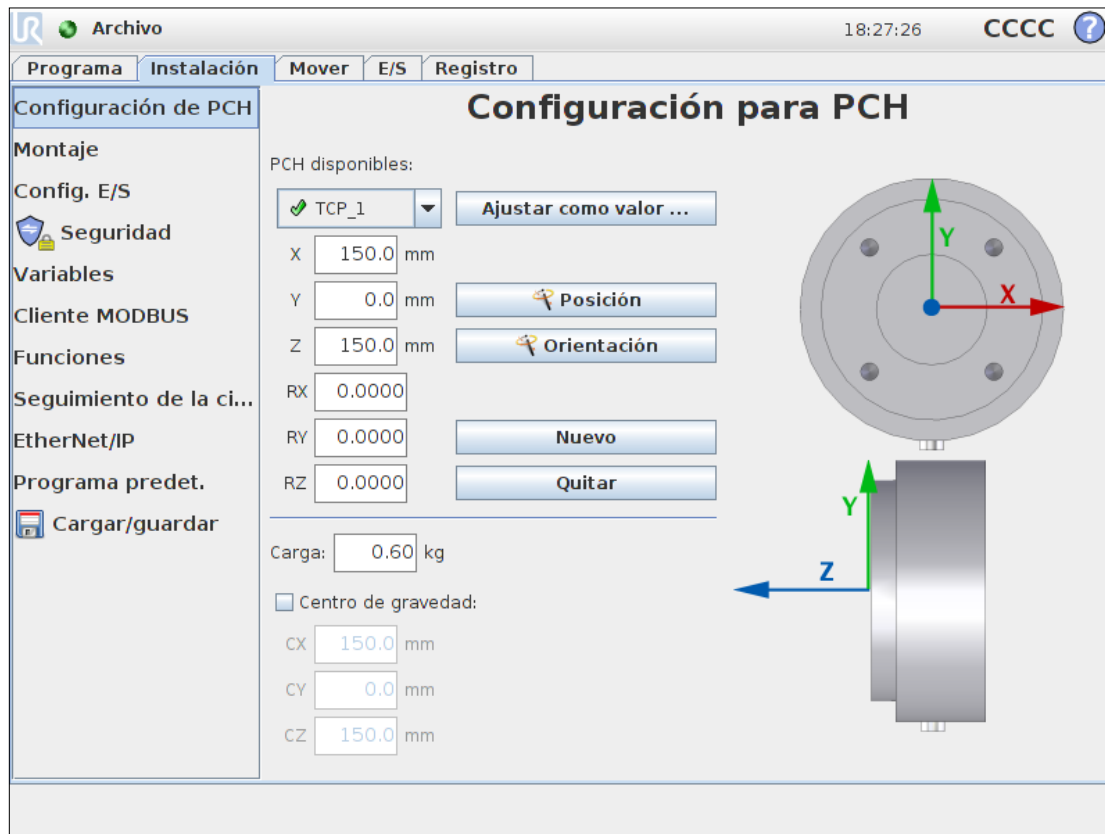 UR Archivo 18:27:26 CCCC ?
Programa Instalación Mover E/S Registro
Configuración de PCH
Montaje
Config. E/S
Seguridad
Variables
Cliente MODBUS
Funciones
Seguimiento de la ci...
EtherNet/IP
Programa predet.
Cargar/guardar
Configuración para PCH
PCH disponibles:
TCP_1 Ajustar como valor ...
X 150.0 mm
Y 0.0 mm Posición
Z 150.0 mm Orientación
RX 0.0000
RY 0.0000 Nuevo
RZ 0.0000 Quitar
Carga: 0.60 kg
Centro de gravedad:
CX 150.0 mm
CY 0.0 mm
CZ 150.0 mm
Y
X
Y
Z